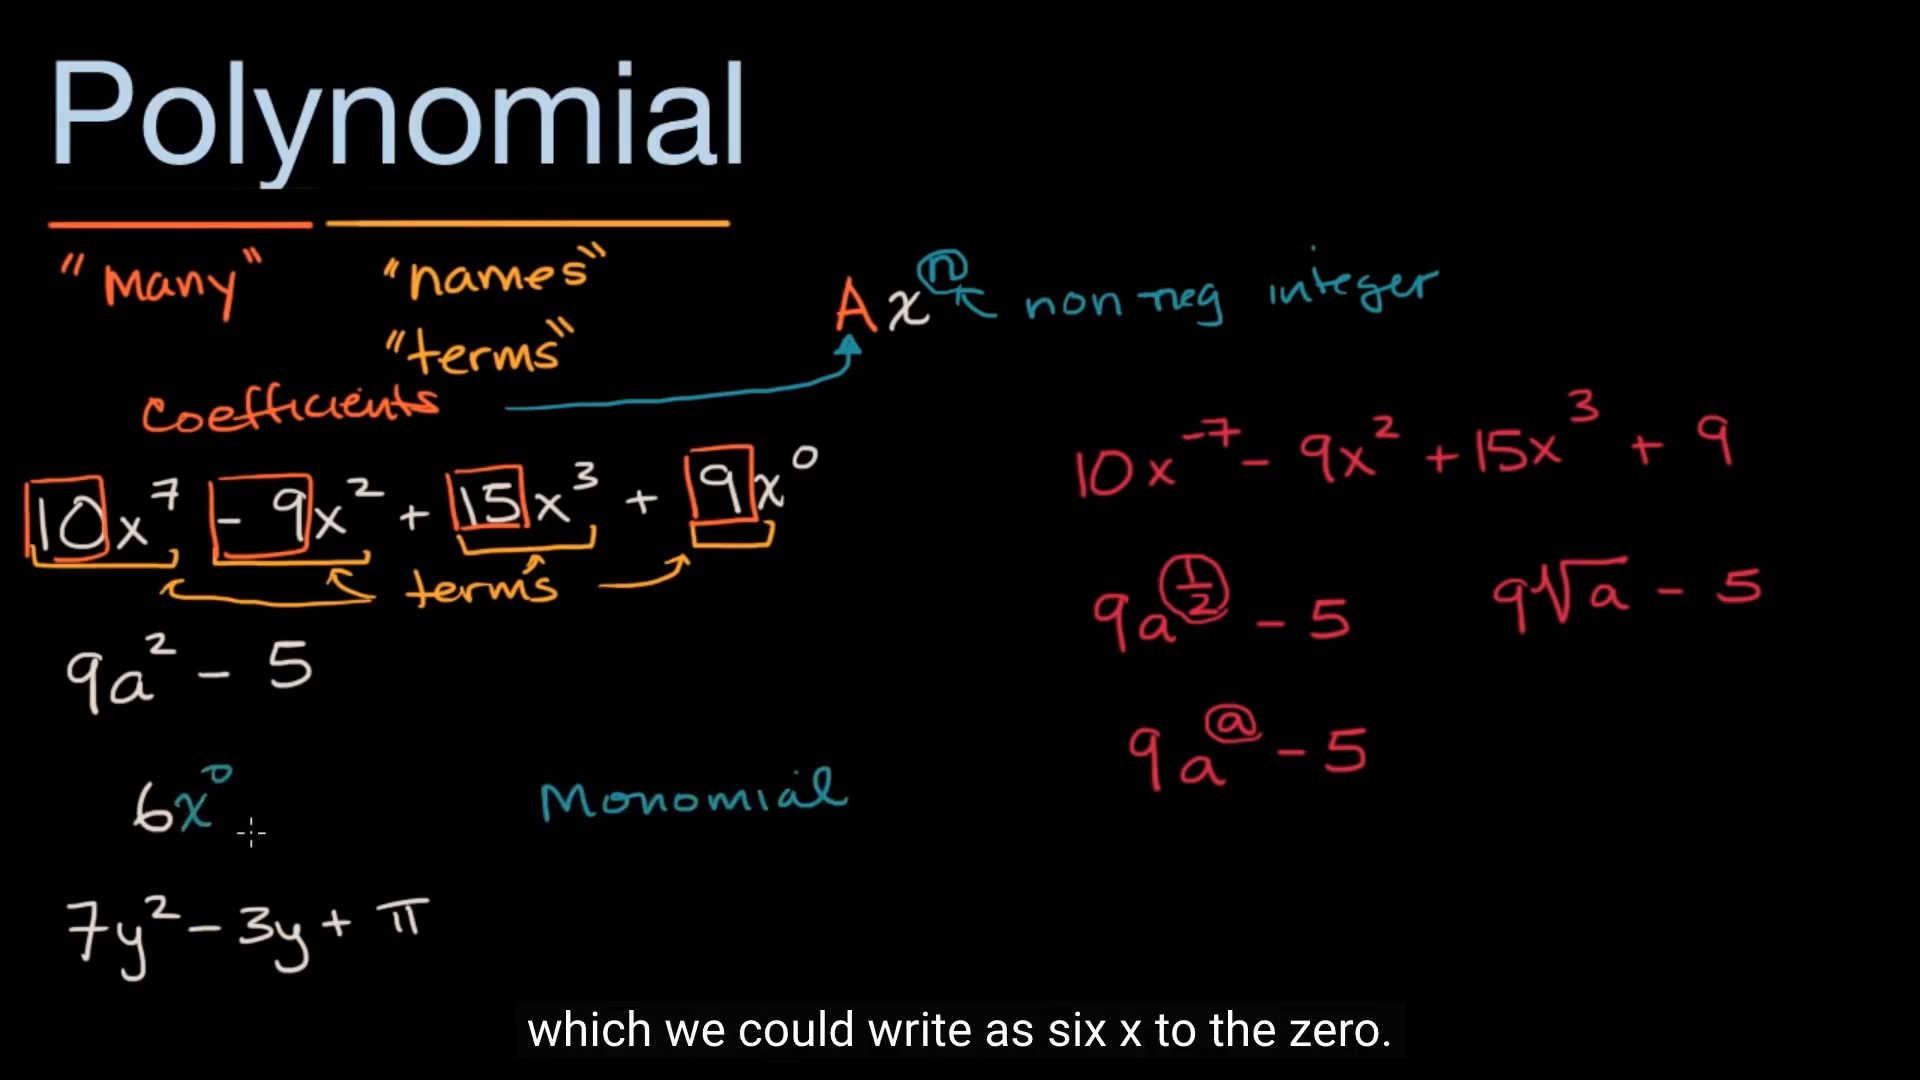 Polynomial
"many" "names"
"terms"
Ax^n non neg integer
coefficients
10x^7 - 9x^2 + 15x^3 + 9x^0
terms
9a^2 - 5
6x^0
Monomial
7y^2 - 3y + π
10x^-7 - 9x^2 + 15x^3 + 9
9a^1/2 - 5
9√a - 5
9a^a - 5
which we could write as six x to the zero.